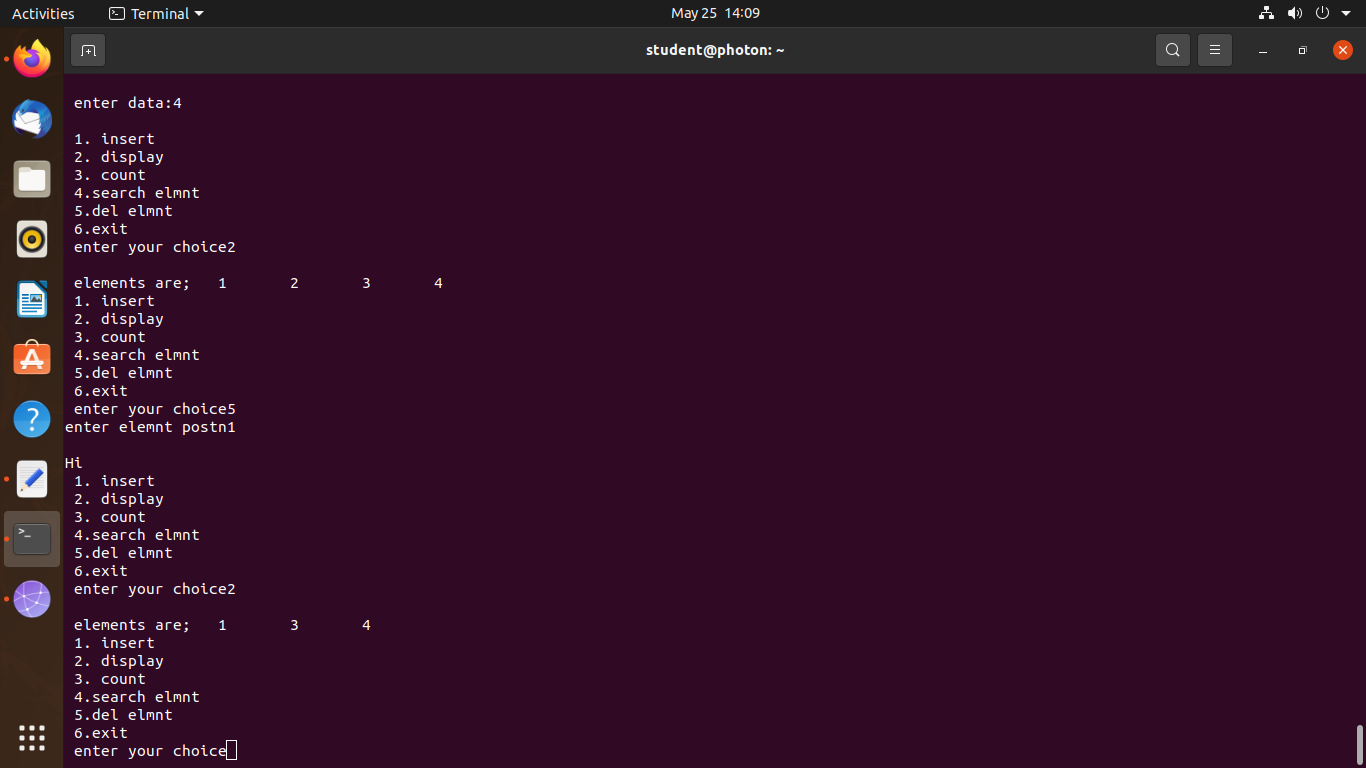 Activities
Terminal
May 25 14:09
student@photon: ~
enter data:4
1. insert
2. display
3. count
4.search elmnt
5.del elmnt
6.exit
enter your choice2
elements are; 1 2 3 4
1. insert
2. display
3. count
4.search elmnt
5.del elmnt
6.exit
enter your choice5
enter elemnt postn1
Hi
1. insert
2. display
3. count
4.search elmnt
5.del elmnt
6.exit
enter your choice2
elements are; 1 3 4
1. insert
2. display
3. count
4.search elmnt
5.del elmnt
6.exit
enter your choice